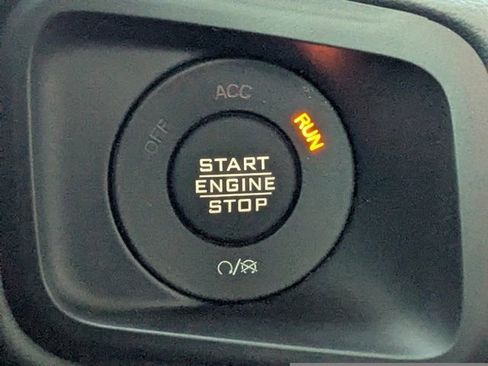 ACC
OFF
RUN
START
ENGINE
STOP